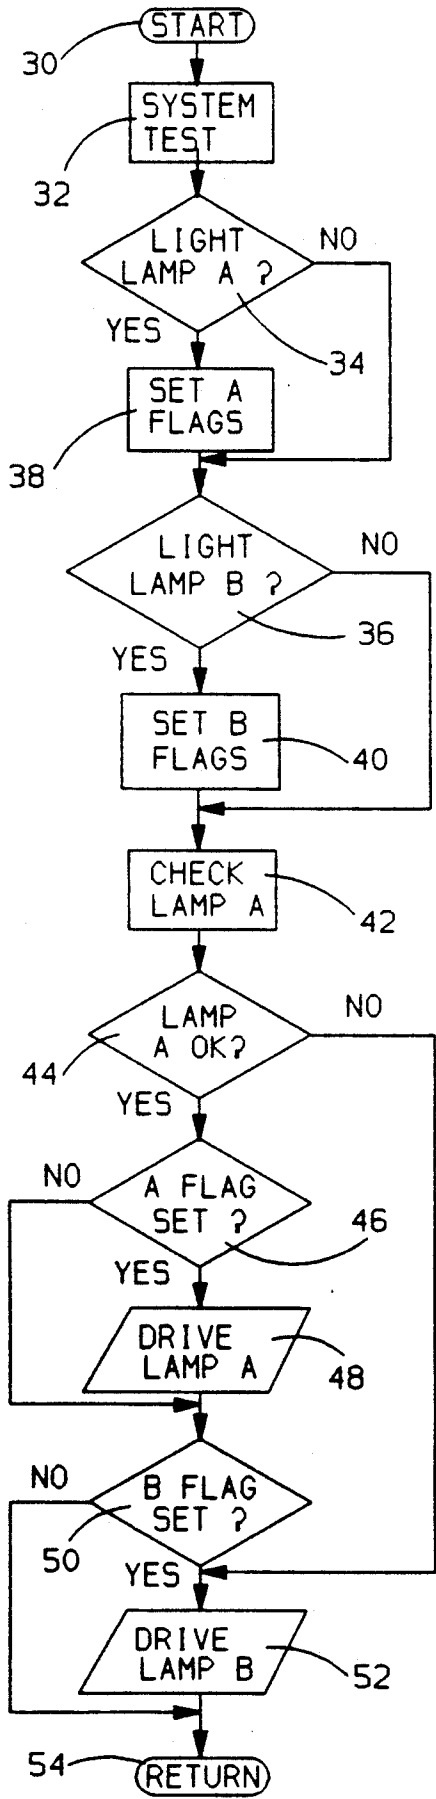 START
30
SYSTEM
TEST
32
LIGHT
LAMP A ?
NO
YES
34
SET A
FLAGS
38
LIGHT
LAMP B ?
NO
36
YES
SET B
FLAGS
40
CHECK
LAMP A
42
LAMP
A OK?
NO
44
YES
A FLAG
SET ?
NO
46
YES
DRIVE
LAMP A
48
B FLAG
SET ?
NO
50
YES
DRIVE
LAMP B
52
54
RETURN